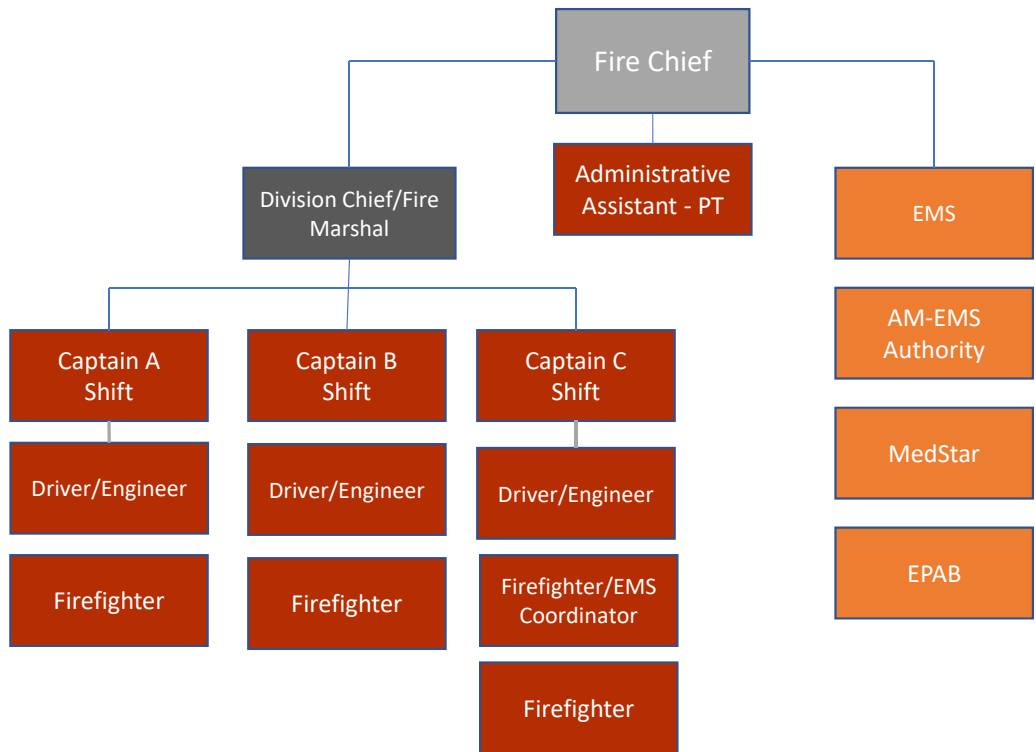 Fire Chief
Administrative
Assistant - PT
Division Chief/Fire
Marshal
EMS
AM-EMS
Authority
MedStar
EPAB
Captain A
Shift
Driver/Engineer
Firefighter
Captain B
Shift
Driver/Engineer
Firefighter
Captain C
Shift
Driver/Engineer
Firefighter/EMS
Coordinator
Firefighter